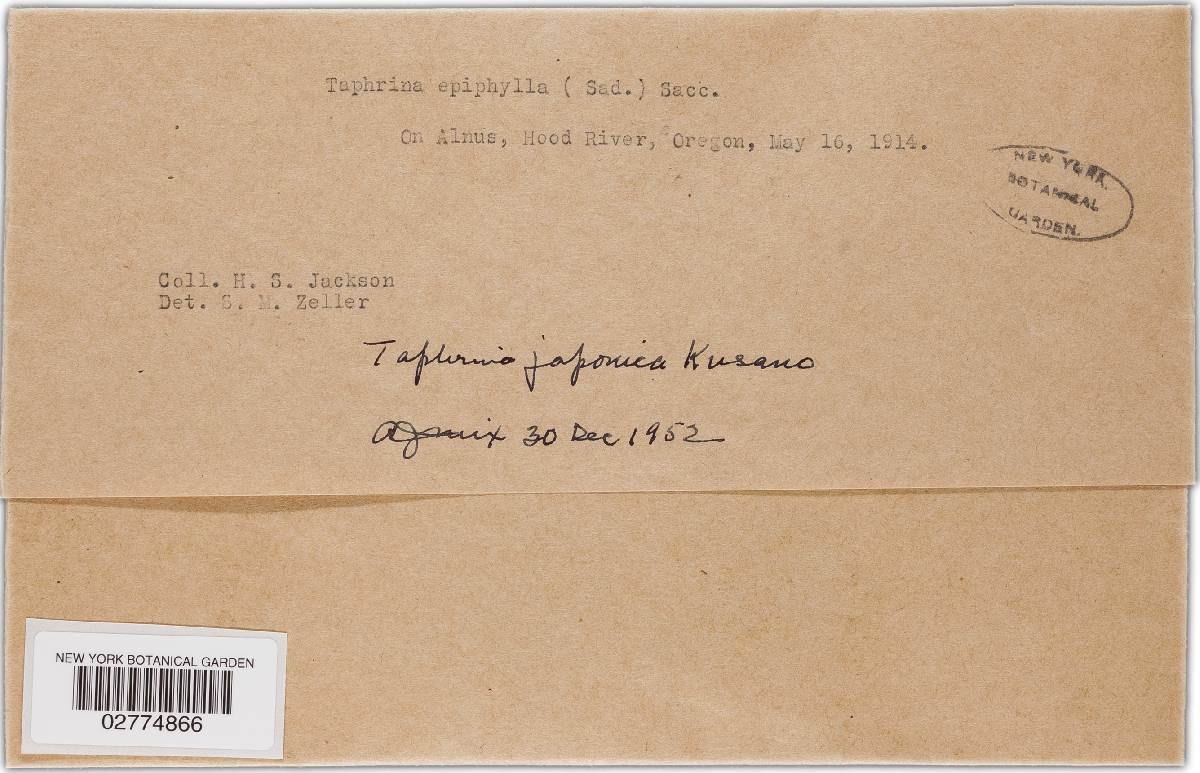 Taphrina epiphylla ( Sad.) Sacc.
On Alnus, Hood River, Oregon, May 16, 1914.
NEW YORK
BOTANICAL
GARDEN.
Coll. H. S. Jackson
Det. S. M. Zeller
Taphrina japonica Kusano
AJMix 30 Dec 1952
NEW YORK BOTANICAL GARDEN
02774866